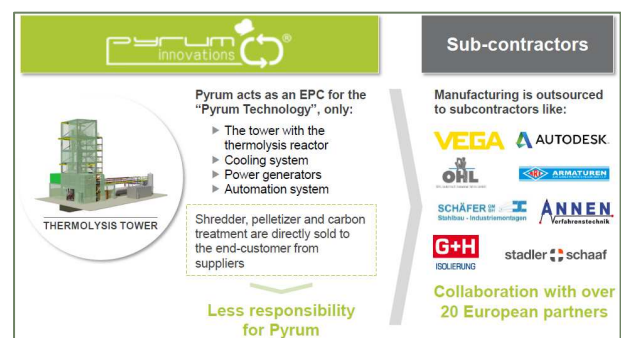 pyrum
innovations
®
Sub-contractors
THERMOLYSIS TOWER
Pyrum acts as an EPC for the
“Pyrum Technology”, only:
The tower with the
thermolysis reactor
Cooling system
Power generators
Automation system
Shredder, pelletizer and carbon
treatment are directly sold to
the end-customer from
suppliers
Less responsibility
for Pyrum
Manufacturing is outsourced
to subcontractors like:
VEGA
AUTODESK.
OHL
ARMATUREN
SCHÄFER
Stahlbau - Industriemontagen
ANNEN
Verfahrenstechnik
G+H
ISOLIERUNG
stadler schaaf
Collaboration with over
20 European partners